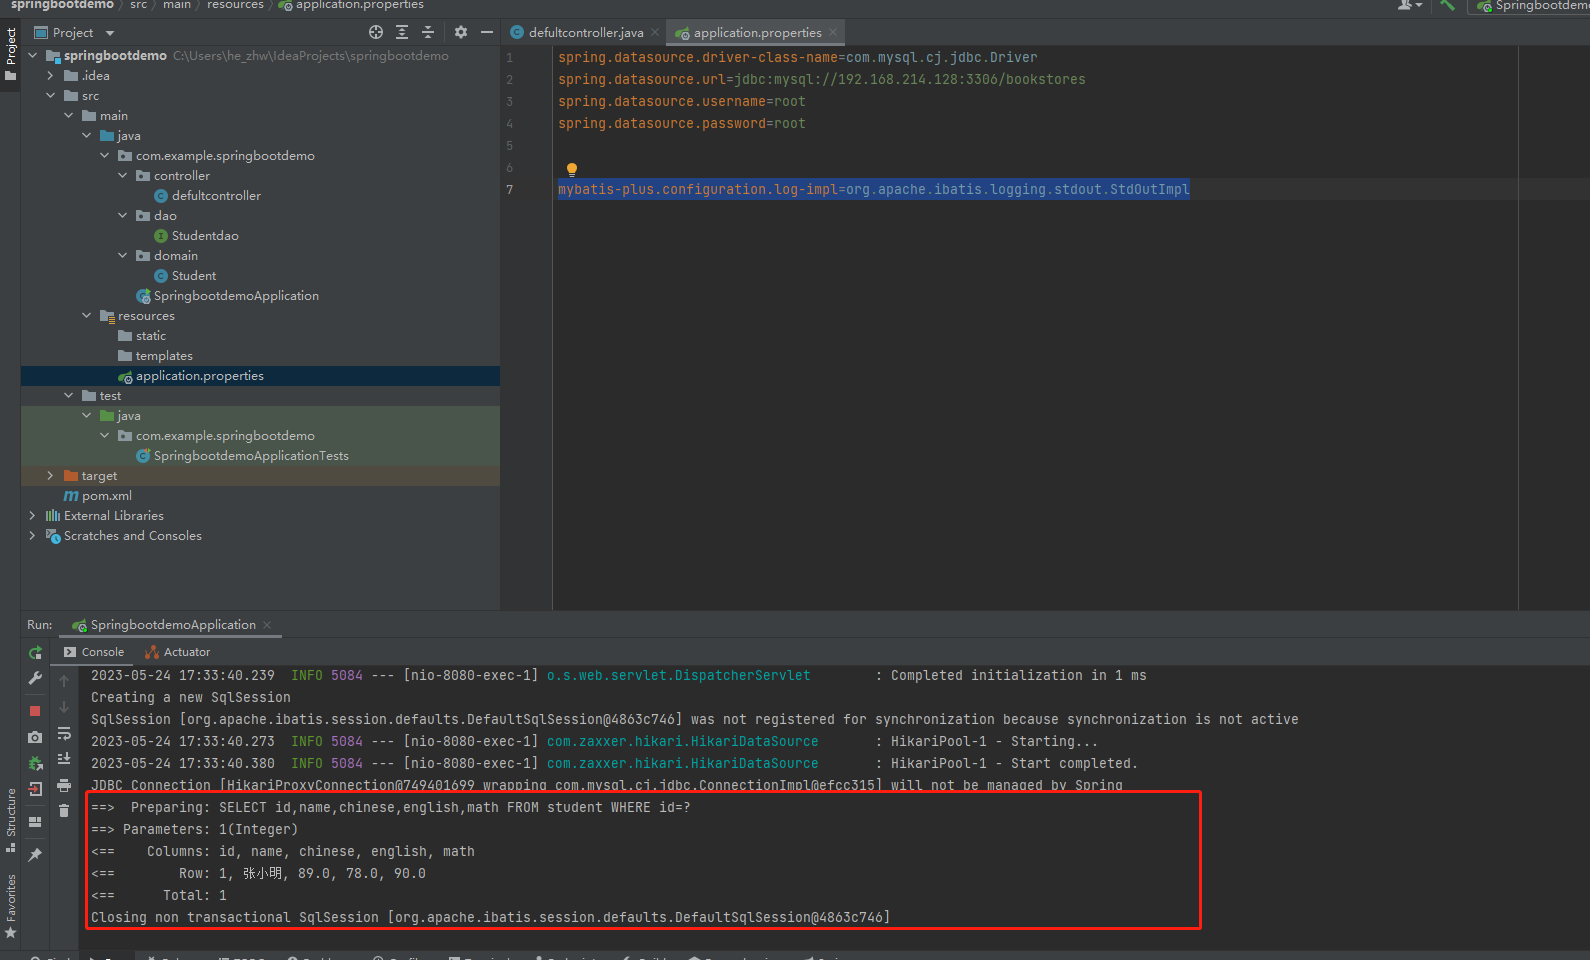 springbootdemo src main resources application.properties
Springbootdemo
Project
defultcontroller.java application.properties
Project
springbootdemo C:\Users\he_zhw\IdeaProjects\springbootdemo
.idea
src
main
java
com.example.springbootdemo
controller
defultcontroller
dao
Studentdao
domain
Student
SpringbootdemoApplication
resources
static
templates
application.properties
test
java
com.example.springbootdemo
SpringbootdemoApplicationTests
target
pom.xml
External Libraries
Scratches and Consoles
1 spring.datasource.driver-class-name=com.mysql.cj.jdbc.Driver
2 spring.datasource.url=jdbc:mysql://192.168.214.128:3306/bookstores
3 spring.datasource.username=root
4 spring.datasource.password=root
5
6
7 mybatis-plus.configuration.log-impl=org.apache.ibatis.logging.stdout.StdOutImpl
Run: SpringbootdemoApplication
Console Actuator
2023-05-24 17:33:40.239 INFO 5084 --- [nio-8080-exec-1] o.s.web.servlet.DispatcherServlet : Completed initialization in 1 ms
Creating a new SqlSession
SqlSession [org.apache.ibatis.session.defaults.DefaultSqlSession@4863c746] was not registered for synchronization because synchronization is not active
2023-05-24 17:33:40.273 INFO 5084 --- [nio-8080-exec-1] com.zaxxer.hikari.HikariDataSource : HikariPool-1 - Starting...
2023-05-24 17:33:40.380 INFO 5084 --- [nio-8080-exec-1] com.zaxxer.hikari.HikariDataSource : HikariPool-1 - Start completed.
JDBC Connection [HikariProxyConnection@749401699 wrapping com.mysql.cj.jdbc.ConnectionImpl@efcc315] will not be managed by Spring
==> Preparing: SELECT id,name,chinese,english,math FROM student WHERE id=?
==> Parameters: 1(Integer)
<== Columns: id, name, chinese, english, math
<== Row: 1, 张小明, 89.0, 78.0, 90.0
<== Total: 1
Closing non transactional SqlSession [org.apache.ibatis.session.defaults.DefaultSqlSession@4863c746]
Structure
Favorites